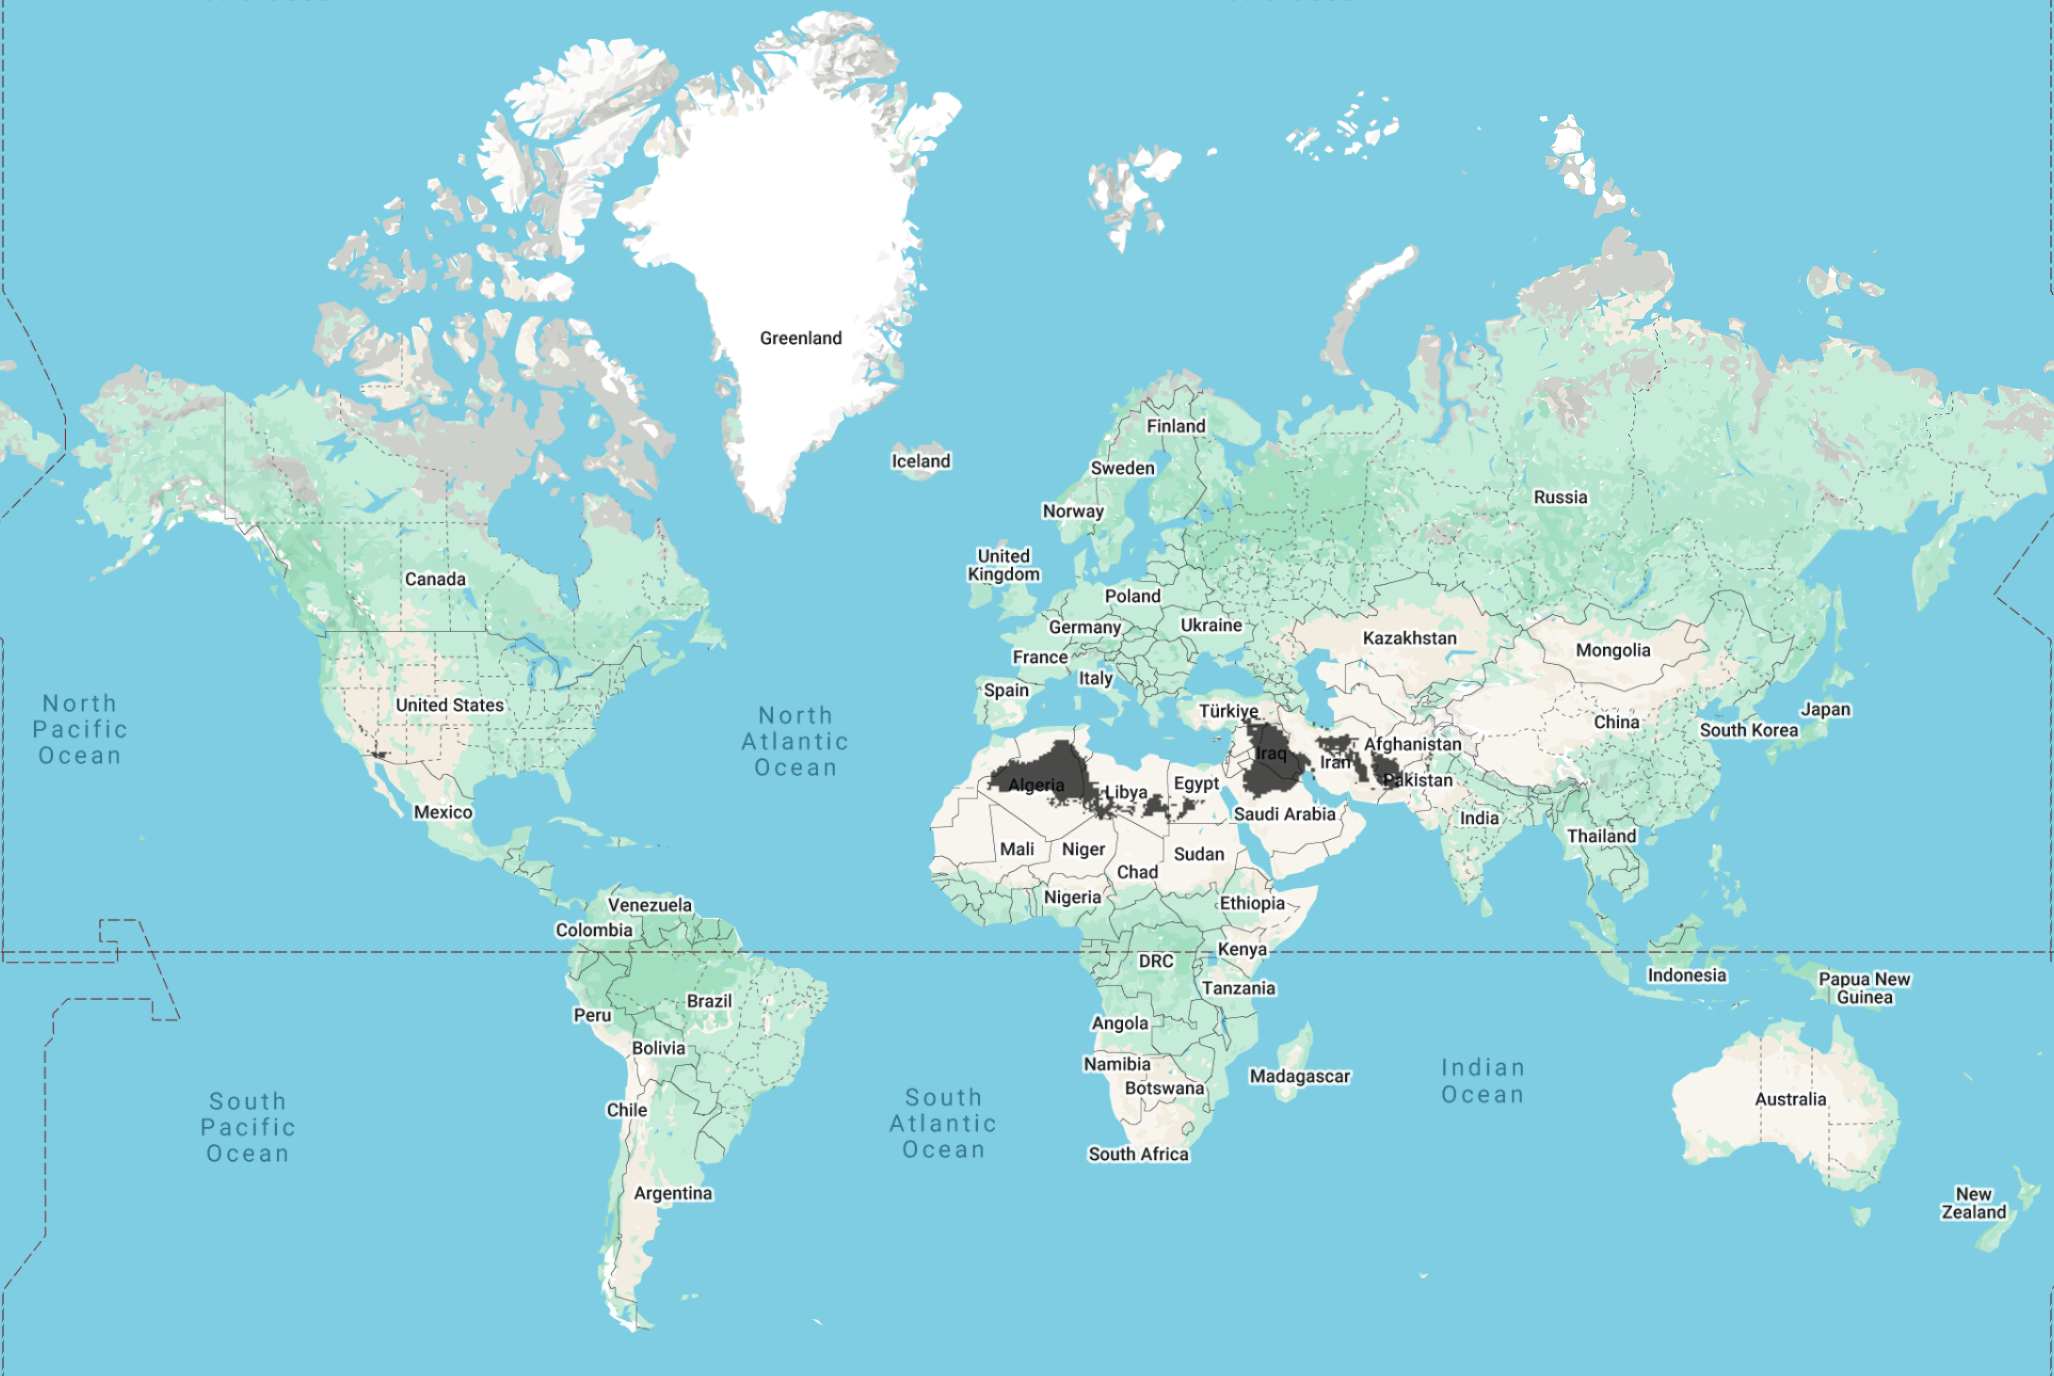 Greenland
Iceland
Finland
Sweden
Norway
Russia
United
Kingdom
Canada
Poland
Germany
Ukraine
Kazakhstan
Mongolia
France
Italy
Spain
United States
Türkiye
China
Japan
South Korea
North
Pacific
Ocean
North
Atlantic
Ocean
Iraq
Iran
Afghanistan
Pakistan
Algeria
Libya
Egypt
Mexico
Saudi Arabia
India
Thailand
Mali
Niger
Chad
Sudan
Nigeria
Ethiopia
Venezuela
Colombia
Kenya
DRC
Indonesia
Papua New
Guinea
Tanzania
Brazil
Peru
Angola
Bolivia
Namibia
Botswana
Madagascar
Indian
Ocean
Chile
Australia
South
Pacific
Ocean
South
Atlantic
Ocean
South Africa
Argentina
New
Zealand